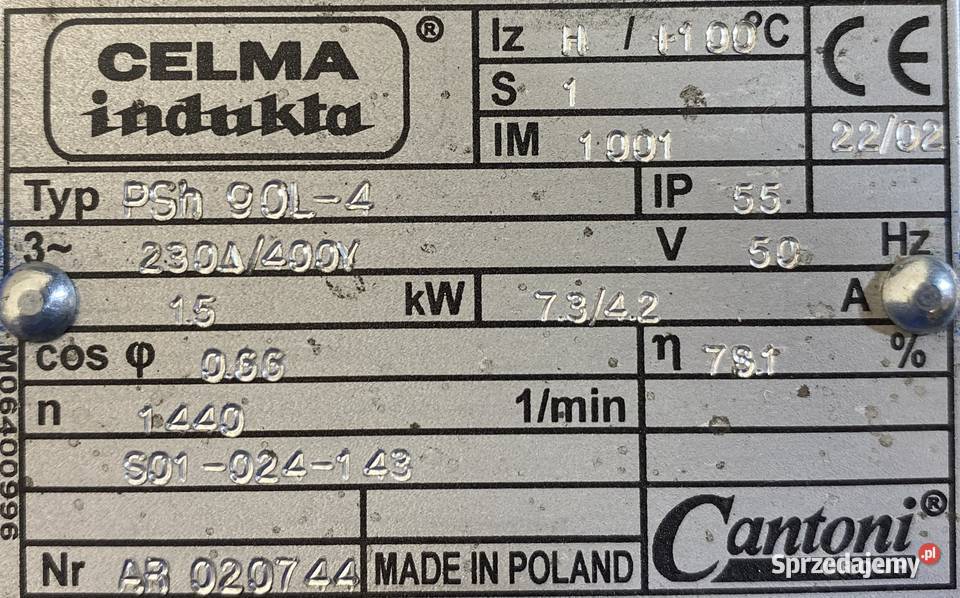 CELMA ®
indukta
Iz H / +100°C
S 1
IM 1001
CE
22/02
Typ PSh 90L-4
IP 55
3~ 230Δ/400Y V 50 Hz
1.5 kW 7.3/4.2 A
cos φ 0.66 η 78.1 %
n 1440 1/min
S01-024-143
Nr AR 020744
MADE IN POLAND
Cantoni ®
M06400996
Sprzedajemy.pl